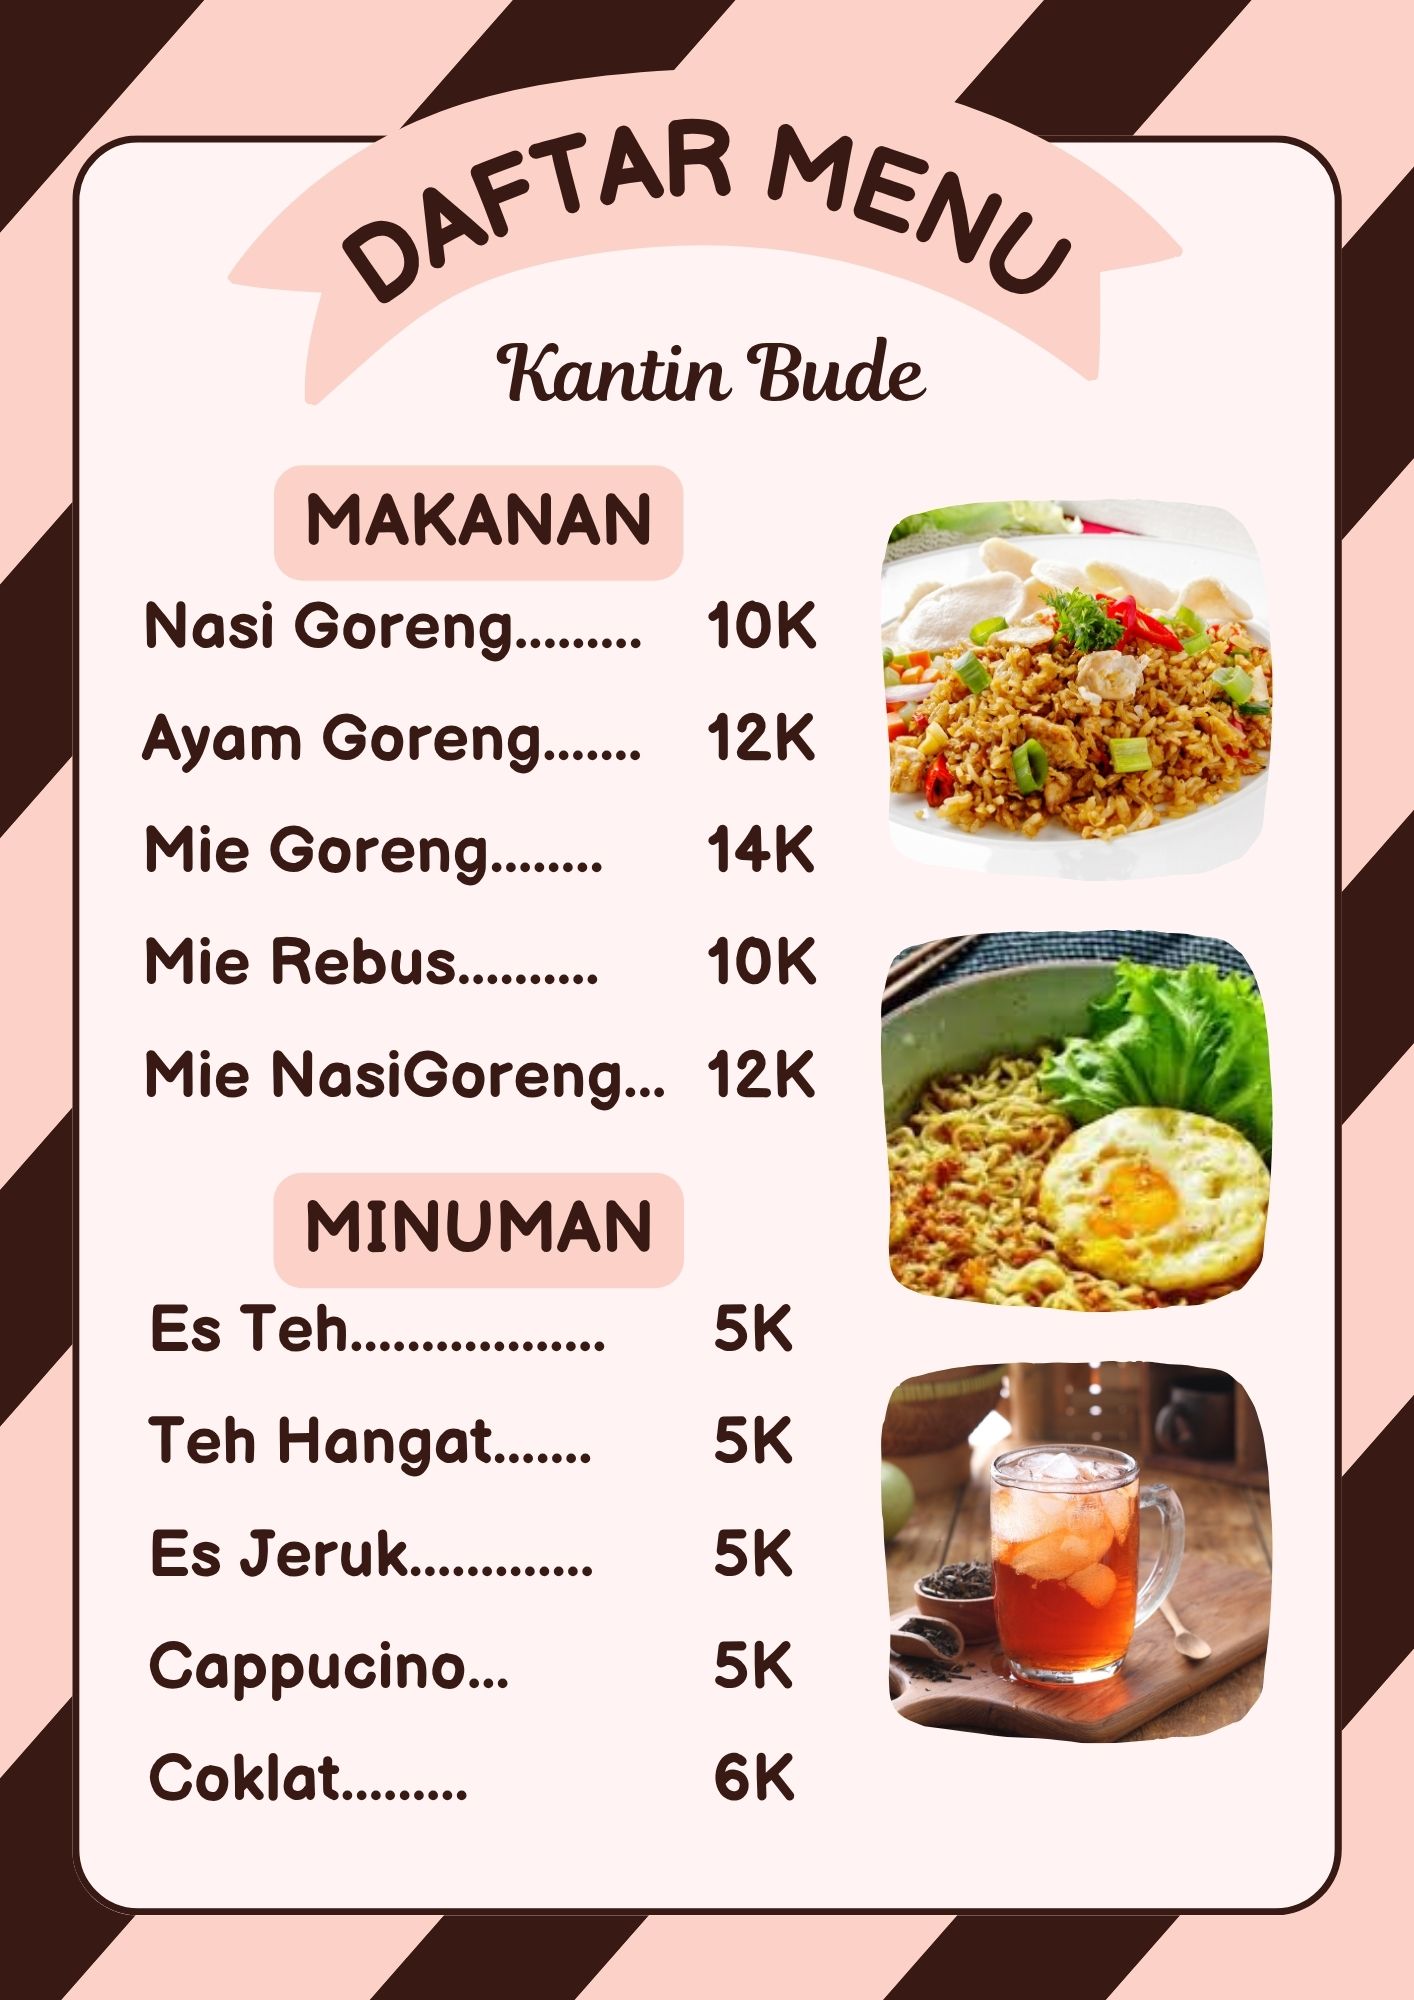 DAFTAR MENU
Kantin Bude
MAKANAN
Nasi Goreng......... 10K
Ayam Goreng....... 12K
Mie Goreng........ 14K
Mie Rebus.......... 10K
Mie NasiGoreng... 12K
MINUMAN
Es Teh.................. 5K
Teh Hangat....... 5K
Es Jeruk............. 5K
Cappucino... 5K
Coklat......... 6K